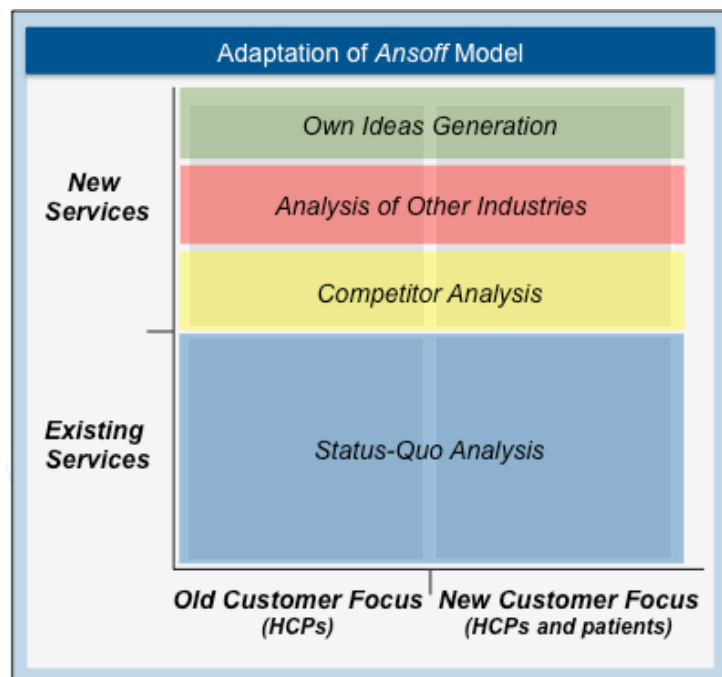 Adaptation of Ansoff Model
Own Ideas Generation
New
Services
Analysis of Other Industries
Competitor Analysis
Existing
Services
Status-Quo Analysis
Old Customer Focus
(HCPs)
New Customer Focus
(HCPs and patients)